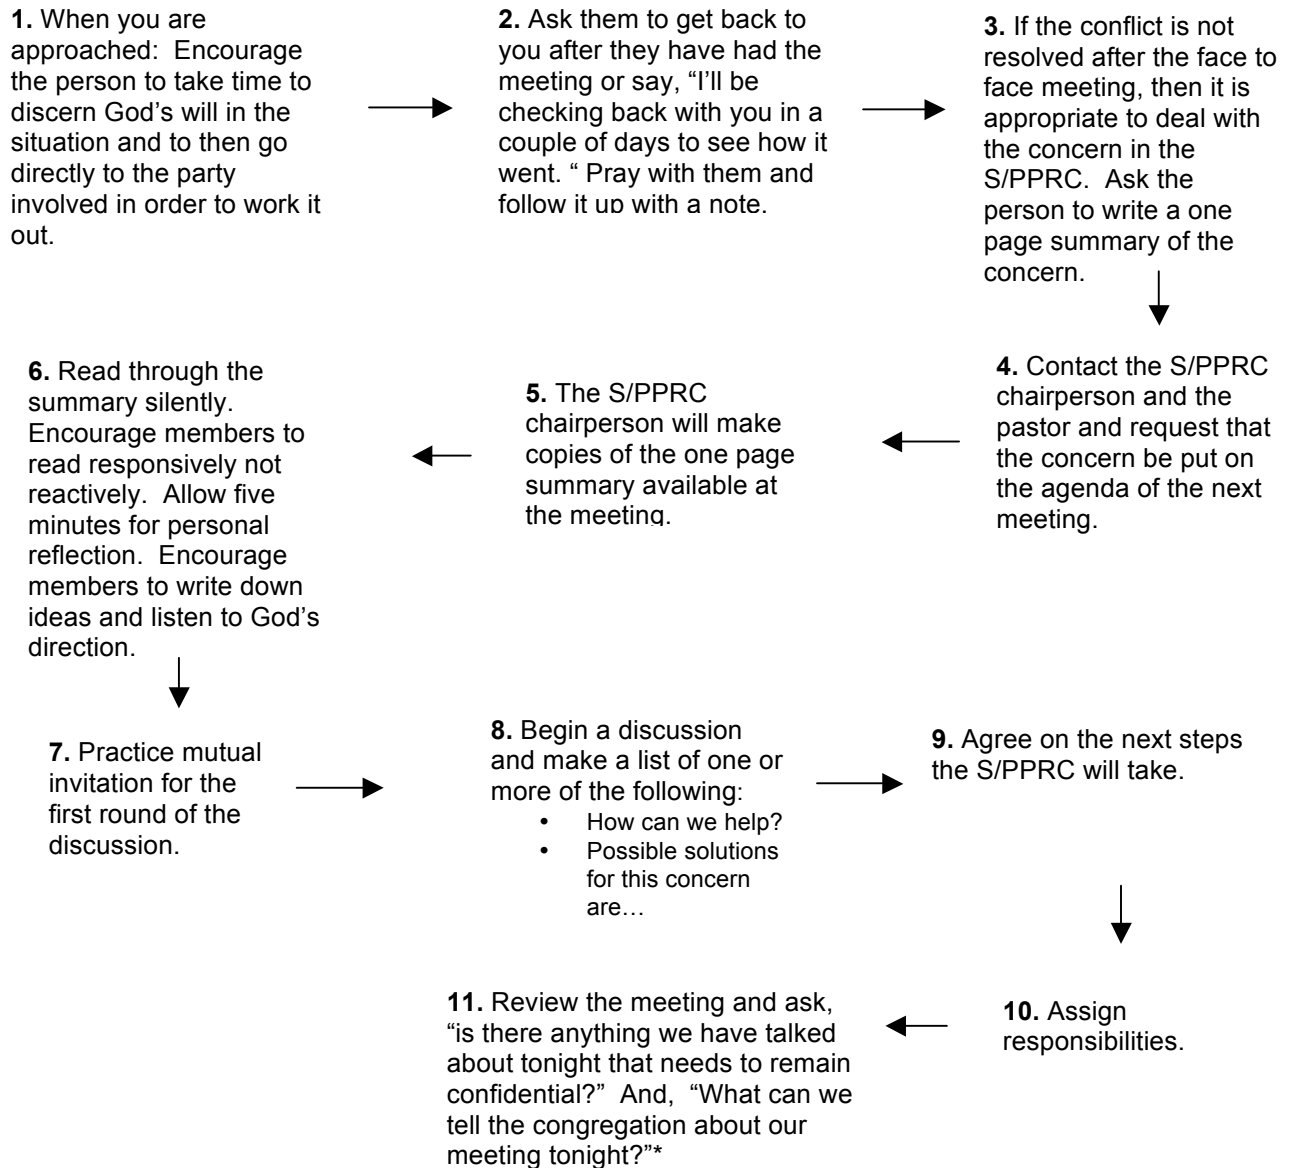 1. When you are
approached:  Encourage
the person to take time to
discern God’s will in the
situation and to then go
directly to the party
involved in order to work it
out.
2. Ask them to get back to
you after they have had the
meeting or say, “I’ll be
checking back with you in a
couple of days to see how it
went. “ Pray with them and
follow it up with a note.
3. If the conflict is not
resolved after the face to
face meeting, then it is
appropriate to deal with
the concern in the
S/PPRC.  Ask the
person to write a one
page summary of the
concern.
4. Contact the S/PPRC
chairperson and the
pastor and request that
the concern be put on
the agenda of the next
meeting.
5. The S/PPRC
chairperson will make
copies of the one page
summary available at
the meeting.
6. Read through the
summary silently.
Encourage members to
read responsively not
reactively.  Allow five
minutes for personal
reflection.  Encourage
members to write down
ideas and listen to God’s
direction.
7. Practice mutual
invitation for the
first round of the
discussion.
8. Begin a discussion
and make a list of one or
more of the following:
• How can we help?
• Possible solutions
for this concern
are…
9. Agree on the next steps
the S/PPRC will take.
10. Assign
responsibilities.
11. Review the meeting and ask,
“is there anything we have talked
about tonight that needs to remain
confidential?”  And,  “What can we
tell the congregation about our
meeting tonight?”*